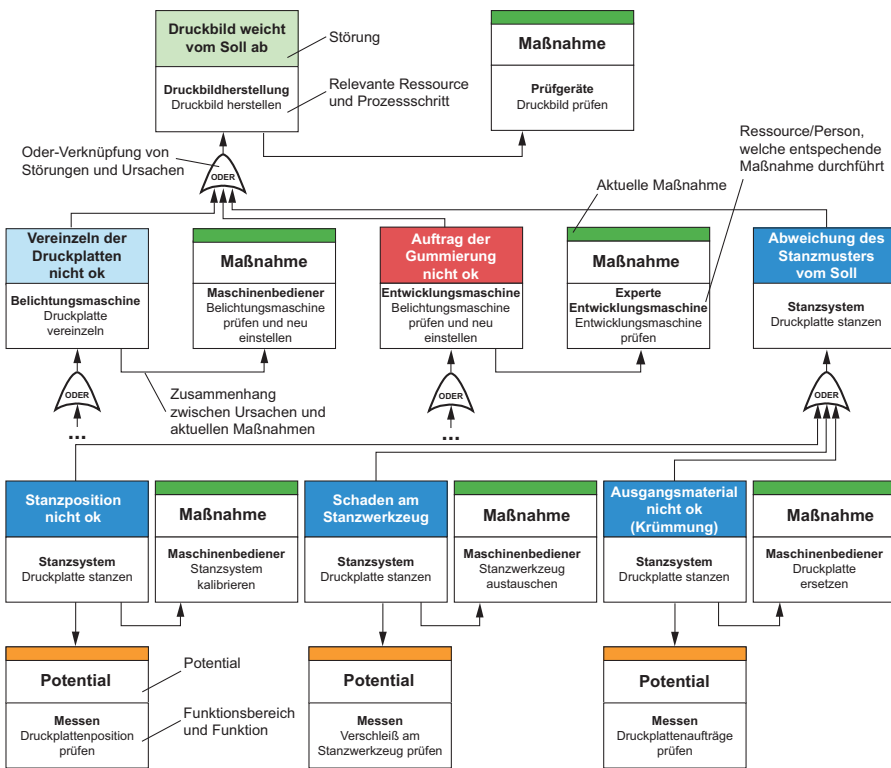 Druckbild weicht
vom Soll ab
Druckbildherstellung
Druckbild herstellen
Störung
Relevante Ressource
und Prozessschritt
Maßnahme
Prüfgeräte
Druckbild prüfen
Oder-Verknüpfung von
Störungen und Ursachen
ODER
Aktuelle Maßnahme
Ressource/Person,
welche entspechende
Maßnahme durchführt
Vereinzeln der
Druckplatten
nicht ok
Belichtungsmaschine
Druckplatte
vereinzeln
Maßnahme
Maschinenbediener
Belichtungsmaschine
prüfen und neu
einstellen
Auftrag der
Gummierung
nicht ok
Entwicklungsmaschine
Belichtungsmaschine
prüfen und neu
einstellen
Maßnahme
Experte
Entwicklungsmaschine
Entwicklungsmaschine
prüfen
Abweichung des
Stanzmusters
vom Soll
Stanzsystem
Druckplatte stanzen
ODER
...
Zusammenhang
zwischen Ursachen und
aktuellen Maßnahmen
ODER
...
ODER
Stanzposition
nicht ok
Stanzsystem
Druckplatte stanzen
Maßnahme
Maschinenbediener
Stanzsystem
kalibrieren
Schaden am
Stanzwerkzeug
Stanzsystem
Druckplatte stanzen
Maßnahme
Maschinenbediener
Stanzwerkzeug
austauschen
Ausgangsmaterial
nicht ok
(Krümmung)
Stanzsystem
Druckplatte stanzen
Maßnahme
Maschinenbediener
Druckplatte
ersetzen
Potential
Messen
Druckplattenposition
prüfen
Potential
Funktionsbereich
und Funktion
Potential
Messen
Verschleiß am
Stanzwerkzeug prüfen
Potential
Messen
Druckplattenaufträge
prüfen